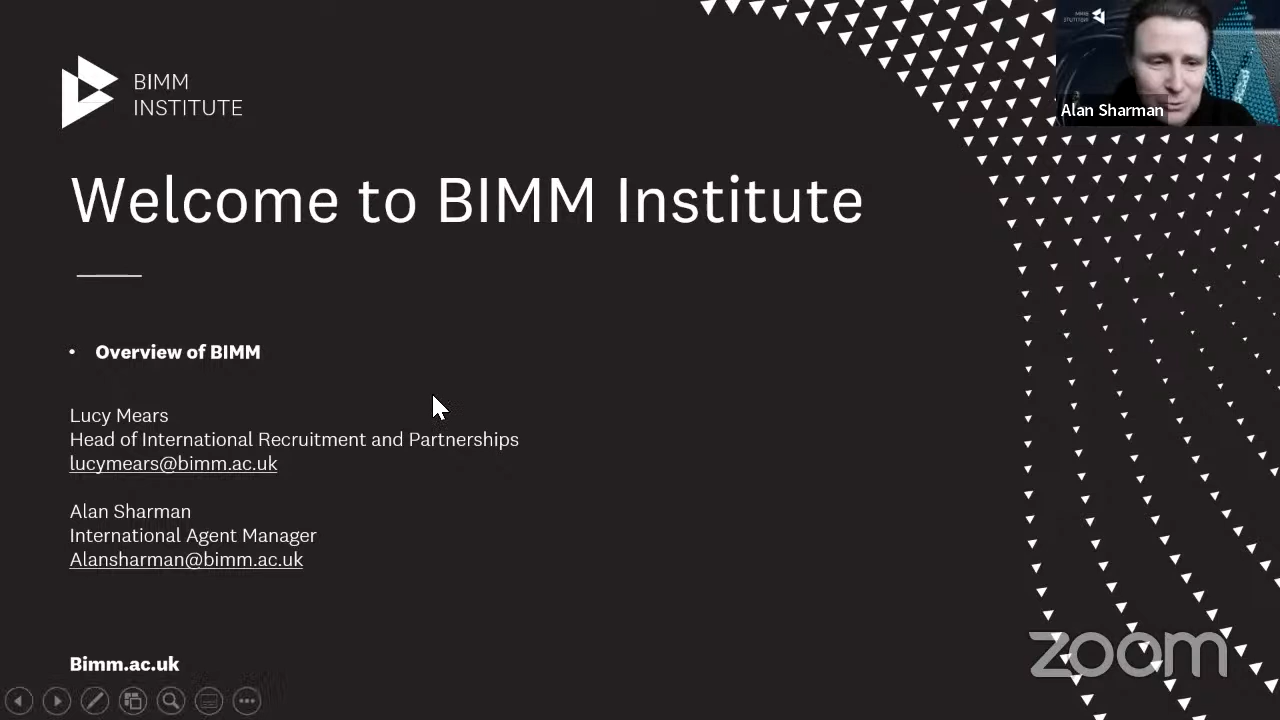 BIMM
INSTITUTE
Alan Sharman
Welcome to BIMM Institute
• Overview of BIMM
Lucy Mears
Head of International Recruitment and Partnerships
lucymears@bimm.ac.uk
Alan Sharman
International Agent Manager
Alansharman@bimm.ac.uk
Bimm.ac.uk
zoom